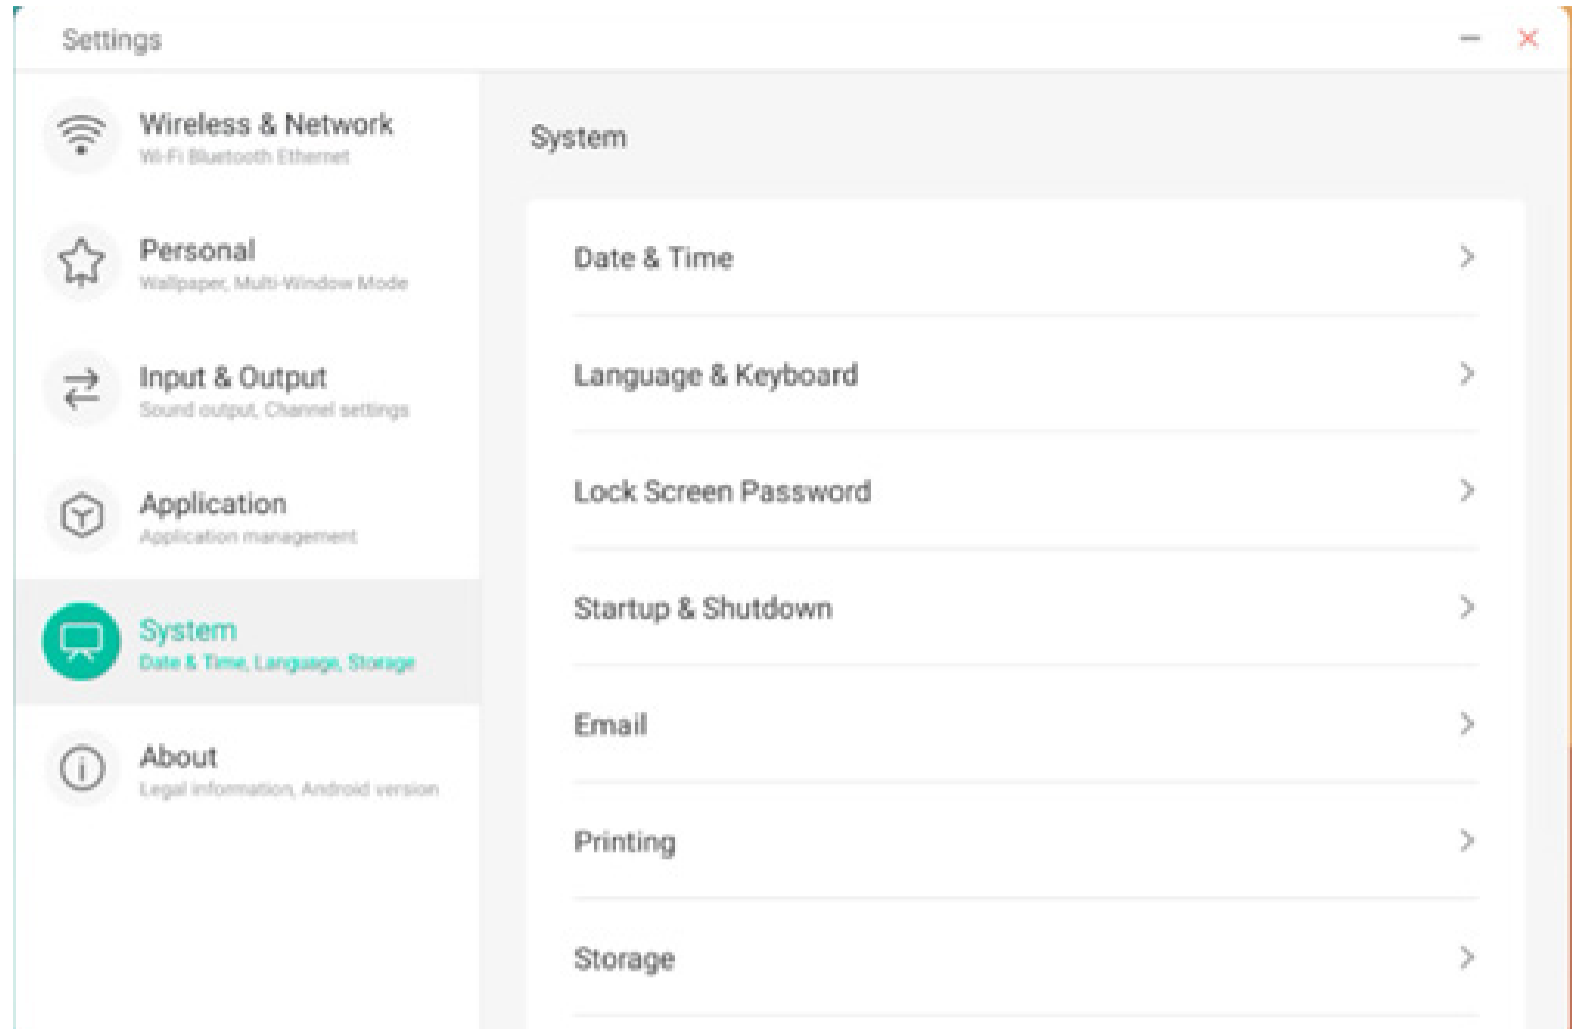 Settings
Wireless & Network
Wi-Fi Bluetooth Ethernet
Personal
Wallpaper, Multi-Window Mode
Input & Output
Sound output, Channel settings
Application
Application management
System
Date & Time, Language, Storage
About
Legal information, Android version
System
Date & Time
Language & Keyboard
Lock Screen Password
Startup & Shutdown
Email
Printing
Storage